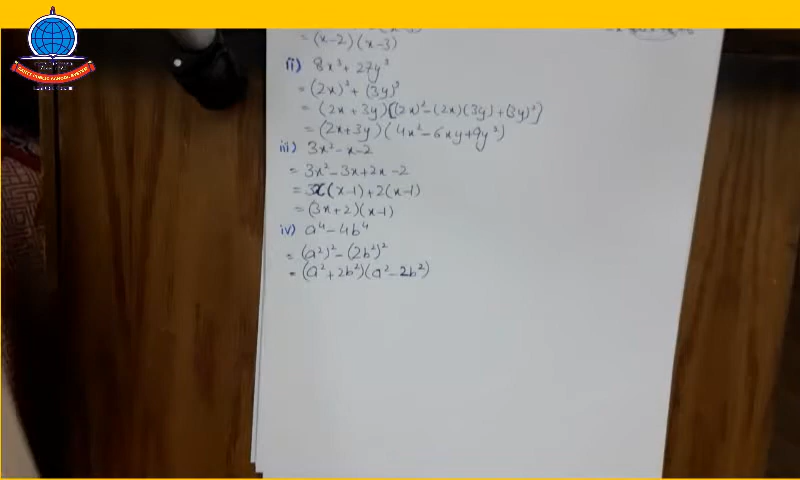 = (x-2) (x-3)
ii) 8x³ + 27y³
= (2x)³ + (3y)³
= (2x + 3y) [(2x)² - (2x)(3y) + (3y)²]
= (2x+3y) (4x² - 6xy + 9y²)
iii) 3x² - x - 2
= 3x² - 3x + 2x - 2
= 3x (x-1) + 2(x-1)
= (3x + 2) (x-1)
iv) a⁴ - 4b⁴
= (a²)² - (2b²)²
= (a² + 2b²) (a² - 2b²)